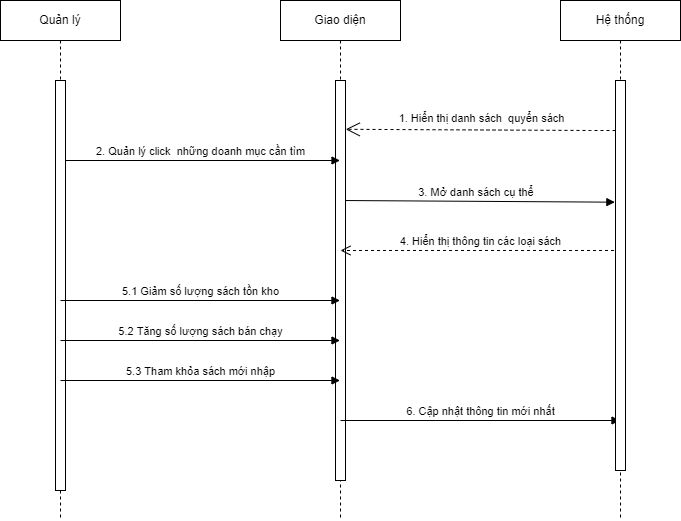 Quản lý
Giao diện
Hệ thống
1. Hiển thị danh sách quyển sách
2. Quản lý click những doanh mục cần tìm
3. Mở danh sách cụ thể
4. Hiển thị thông tin các loại sách
5.1 Giảm số lượng sách tồn kho
5.2 Tăng số lượng sách bán chạy
5.3 Tham khỏa sách mới nhập
6. Cập nhật thông tin mới nhất